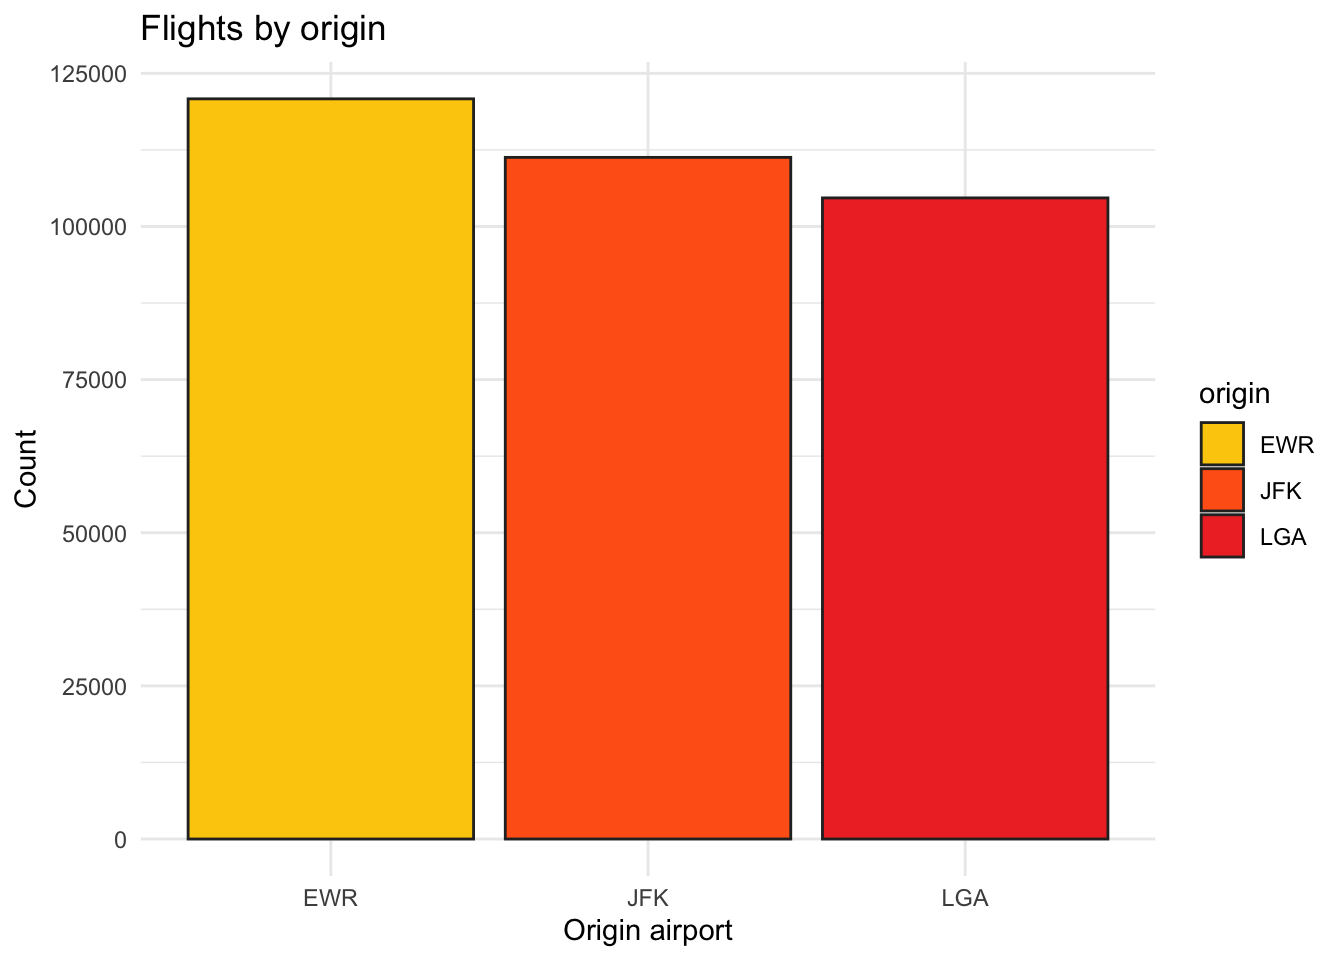 Flights by origin
125000
100000
75000
50000
25000
0
Count
EWR JFK LGA
Origin airport
origin
EWR
JFK
LGA